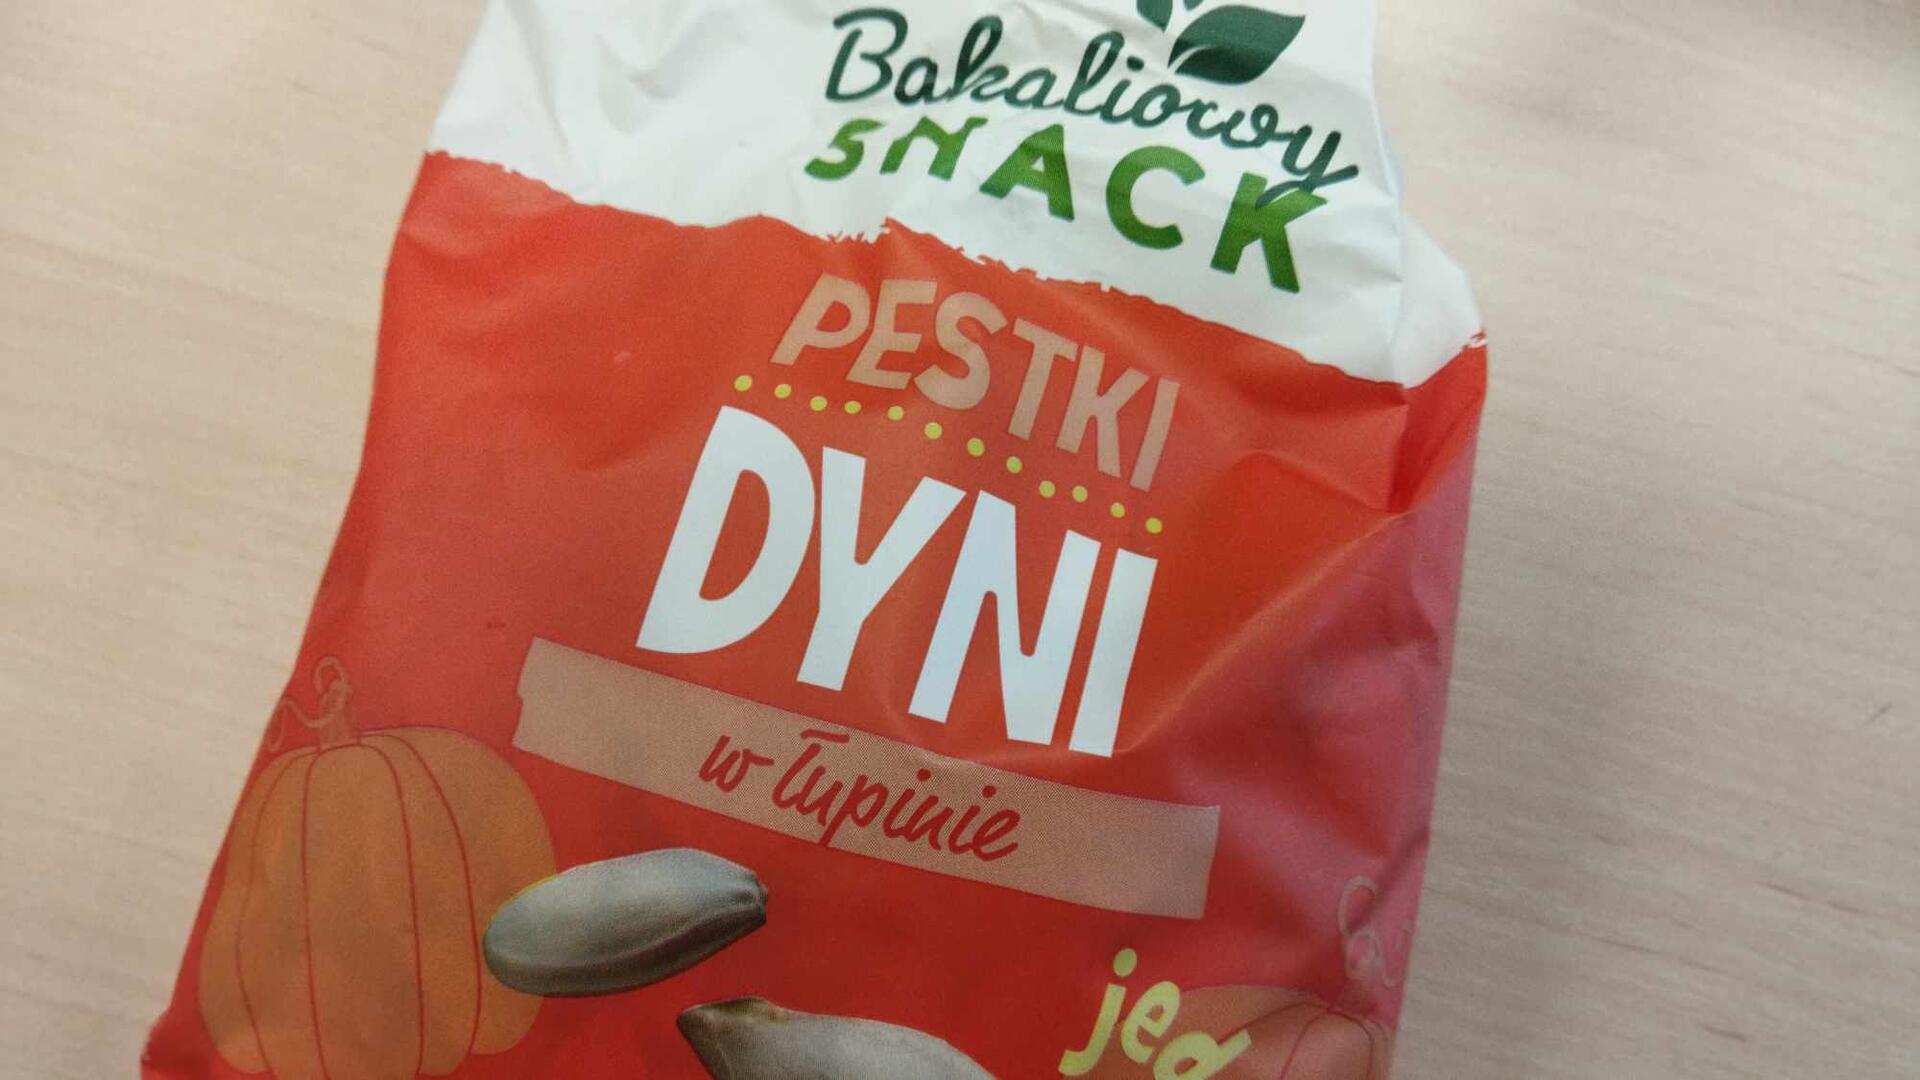 Bakaliowy
SNACK
PESTKI
DYNI
w łupinie